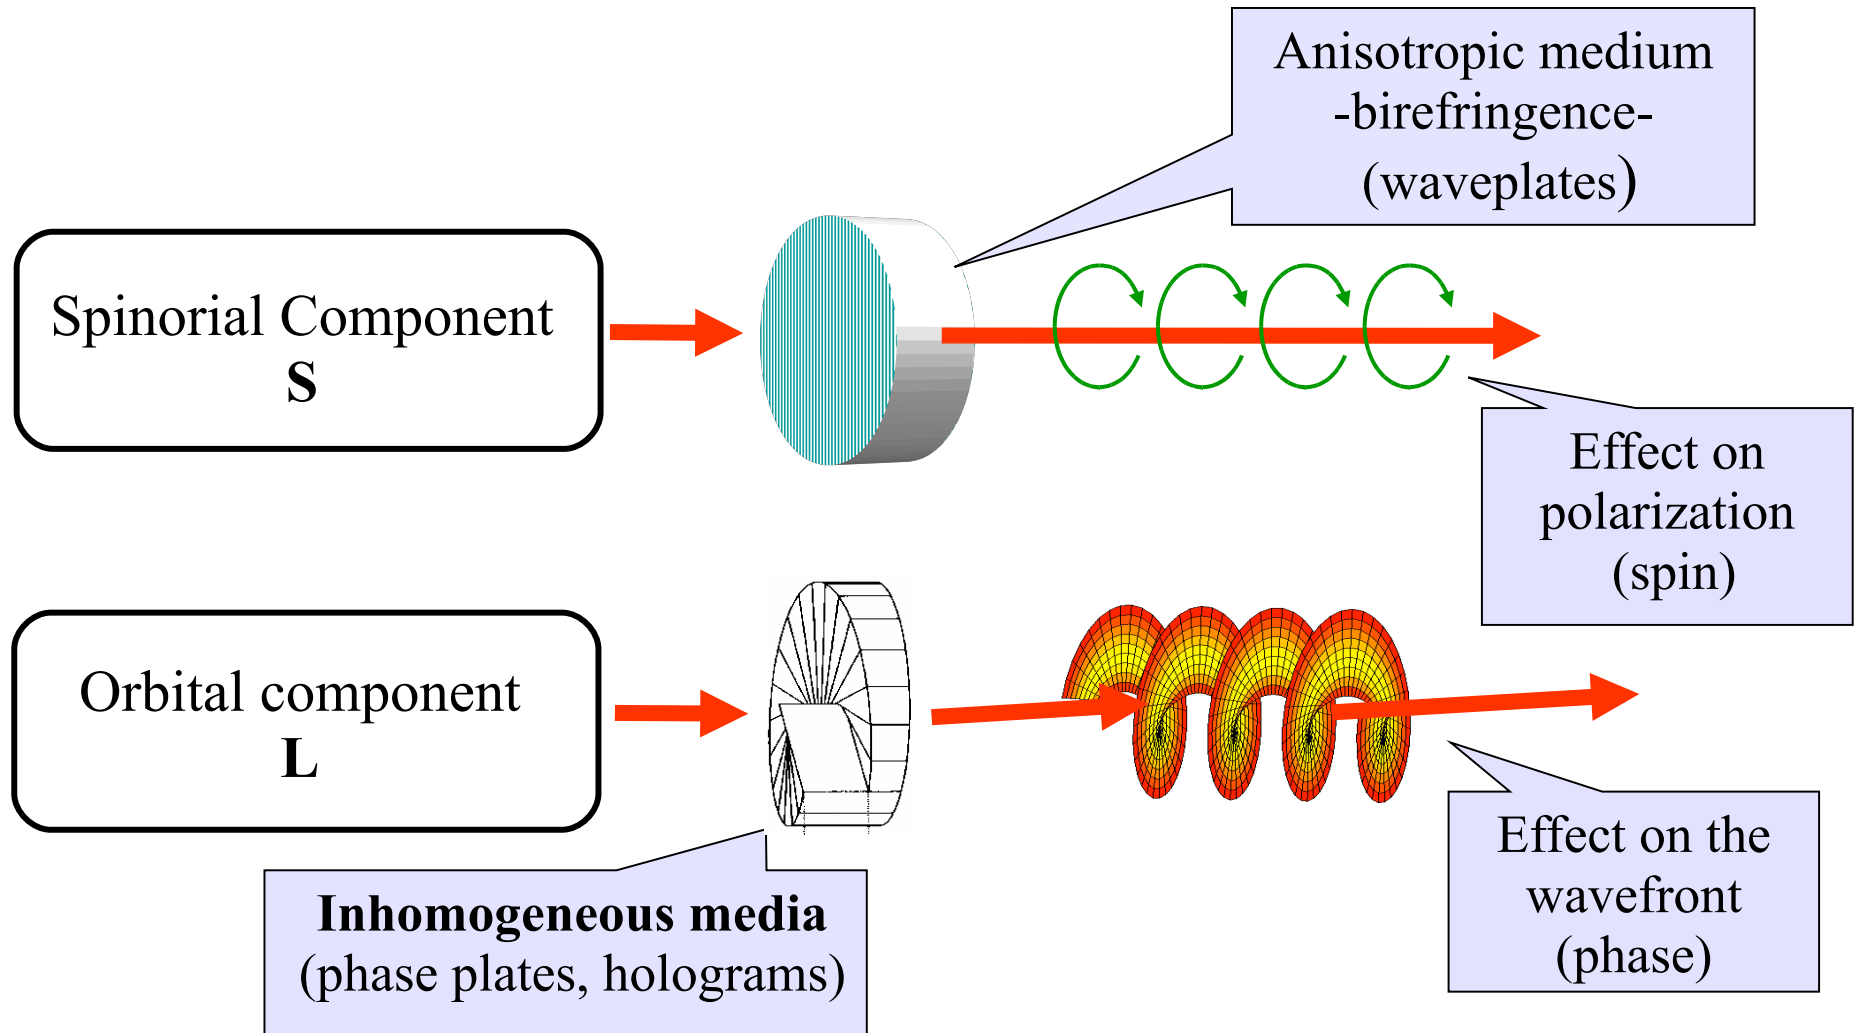 Anisotropic medium
-birefringence-
(waveplates)
Spinorial Component
S
Effect on
polarization
(spin)
Orbital component
L
Effect on the
wavefront
(phase)
Inhomogeneous media
(phase plates, holograms)